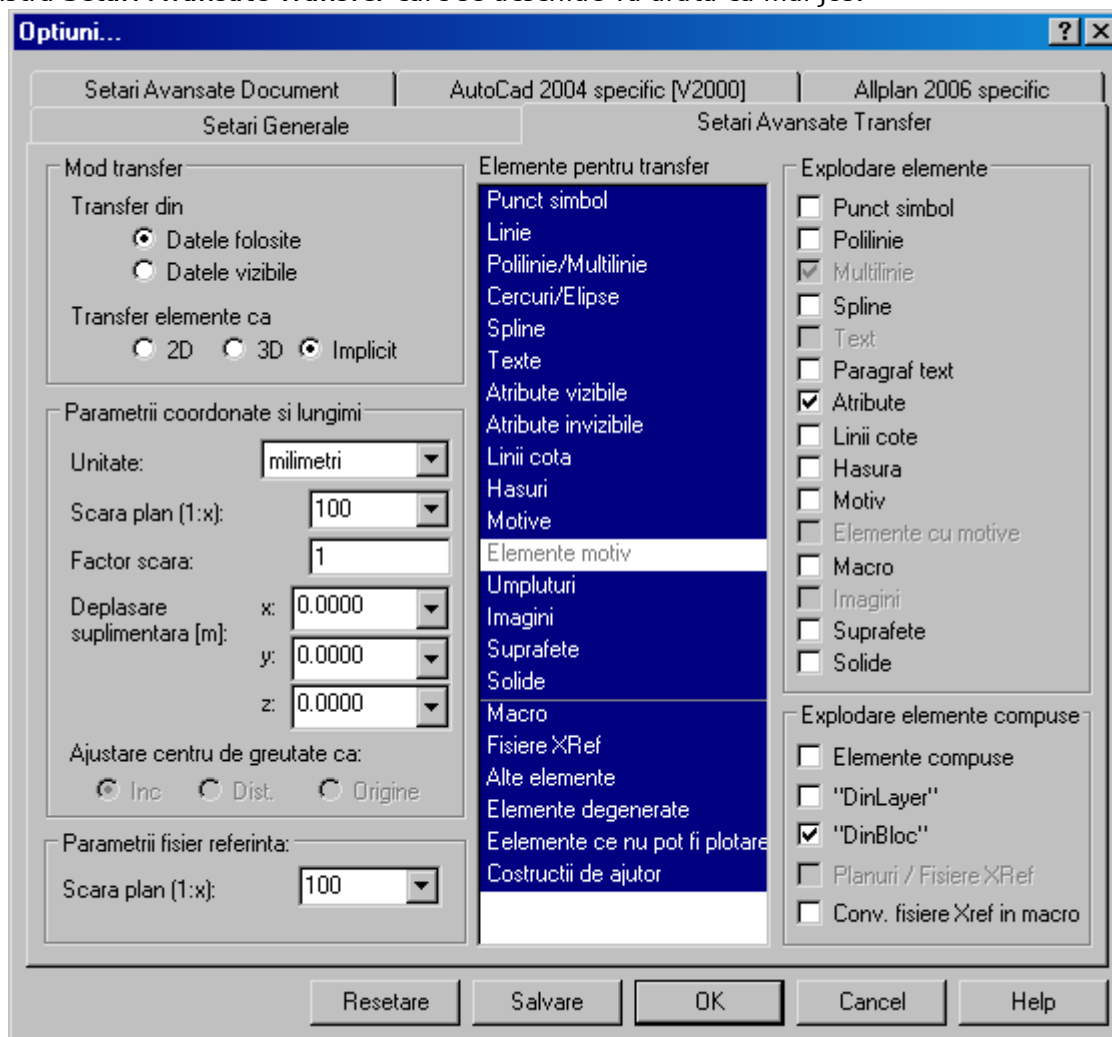 Optiuni...
Setari Avansate Document
AutoCad 2004 specific [V2000]
Allplan 2006 specific
Setari Generale
Setari Avansate Transfer
Mod transfer
Transfer din
Datele folosite
Datele vizibile
Transfer elemente ca
2D 3D Implicit
Parametrii coordonate si lungimi
Unitate: milimetri
Scara plan (1:x): 100
Factor scara: 1
Deplasare
suplimentara [m]:
x: 0.0000
y: 0.0000
z: 0.0000
Ajustare centru de greutate ca:
Inc Dist. Origine
Parametrii fisier referinta:
Scara plan (1:x): 100
Elemente pentru transfer
Punct simbol
Linie
Polilinie/Multilinie
Cercuri/Elipse
Spline
Texte
Atribute vizibile
Atribute invizibile
Linii cota
Hasuri
Motive
Elemente motiv
Umpluturi
Imagini
Suprafete
Solide
Macro
Fisiere XRef
Alte elemente
Elemente degenerate
Eelemente ce nu pot fi plotare
Costructii de ajutor
Explodare elemente
Punct simbol
Polilinie
Multilinie
Spline
Text
Paragraf text
Atribute
Linii cote
Hasura
Motiv
Elemente cu motive
Macro
Imagini
Suprafete
Solide
Explodare elemente compuse
Elemente compuse
"DinLayer"
"DinBloc"
Planuri / Fisiere XRef
Conv. fisiere Xref in macro
Resetare
Salvare
OK
Cancel
Help